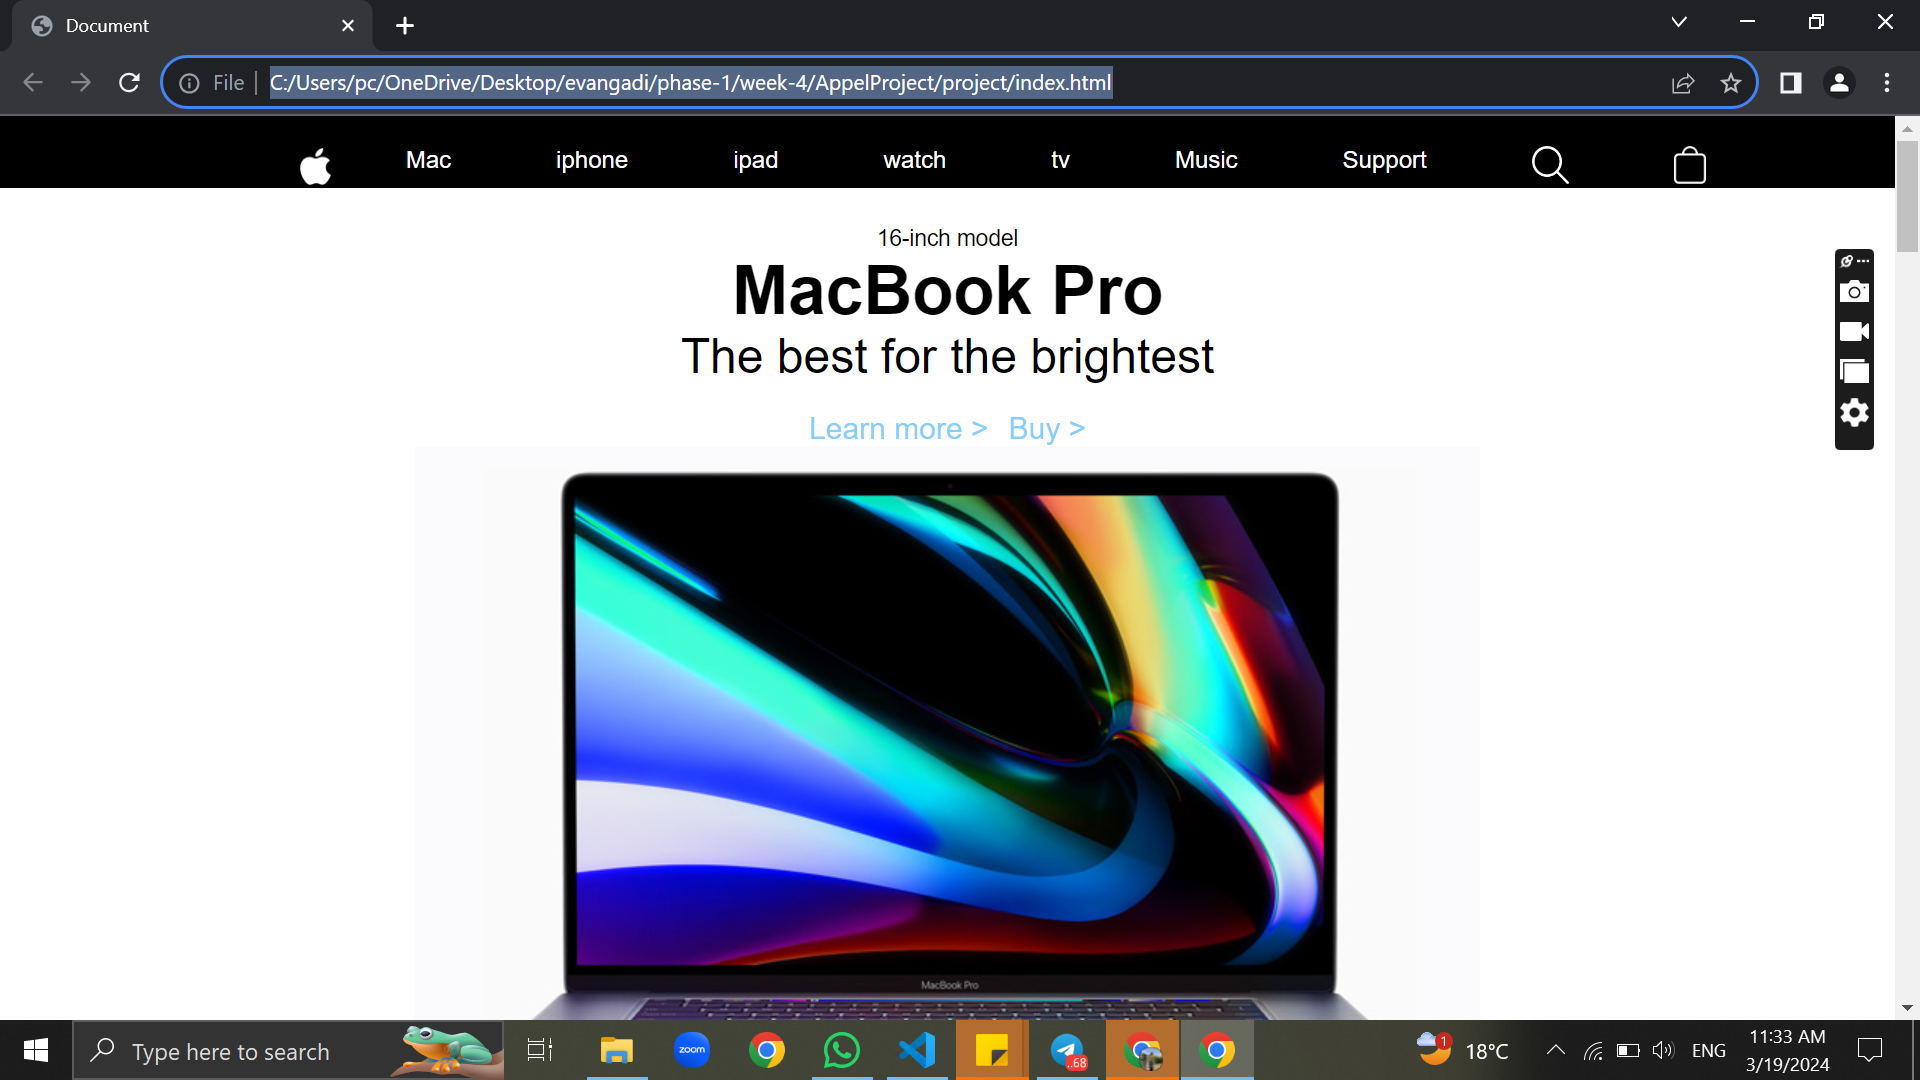 Document
File
C:/Users/pc/OneDrive/Desktop/evangadi/phase-1/week-4/AppelProject/project/index.html
Mac iphone ipad watch tv Music Support
16-inch model
MacBook Pro
The best for the brightest
Learn more > Buy >
MacBook Pro
Type here to search
zoom
..68
1
18°C
ENG
11:33 AM
3/19/2024